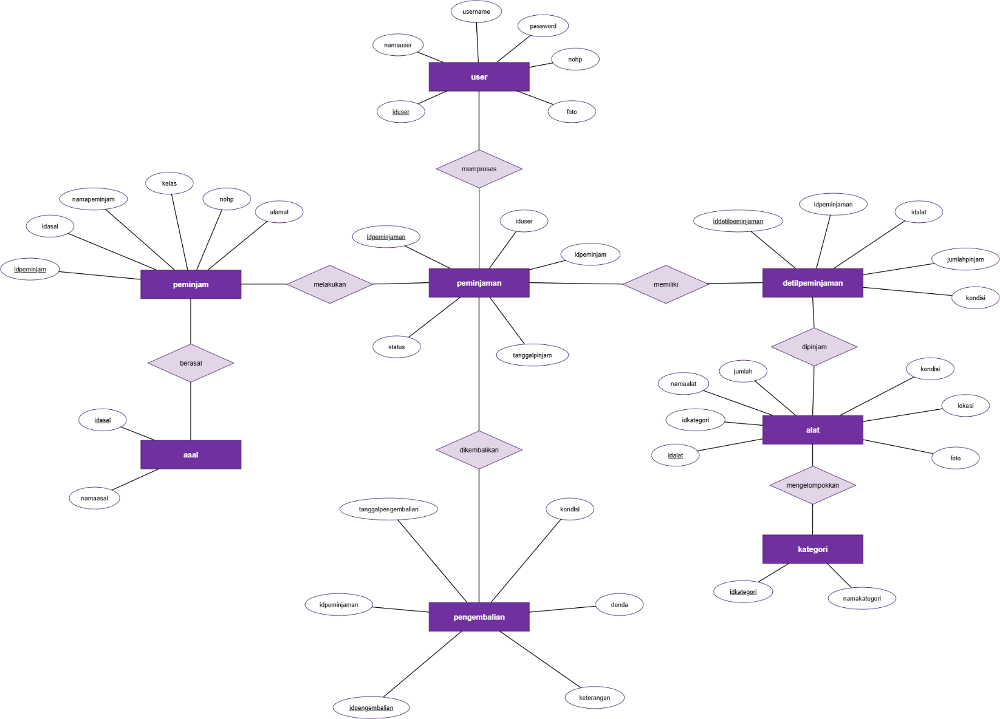 username
password
namauser
nohp
user
iduser
foto
memproses
kelas
namapeminjam
nohp
alamat
idasal
idpeminjam
peminjam
melakukan
iduser
idpeminjaman
idpeminjam
peminjaman
status
tanggalpinjam
memiliki
idpeminjaman
idalat
iddetilpeminjaman
jumlahpinjam
detilpeminjaman
kondisi
berasal
dipinjam
idasal
asal
namaasal
jumlah
kondisi
namaalat
lokasi
idkategori
alat
idalat
foto
dikembalikan
mengelompokkan
tanggalpengembalian
kondisi
kategori
idkategori
namakategori
idpeminjaman
denda
pengembalian
keterangan
idpengembalian